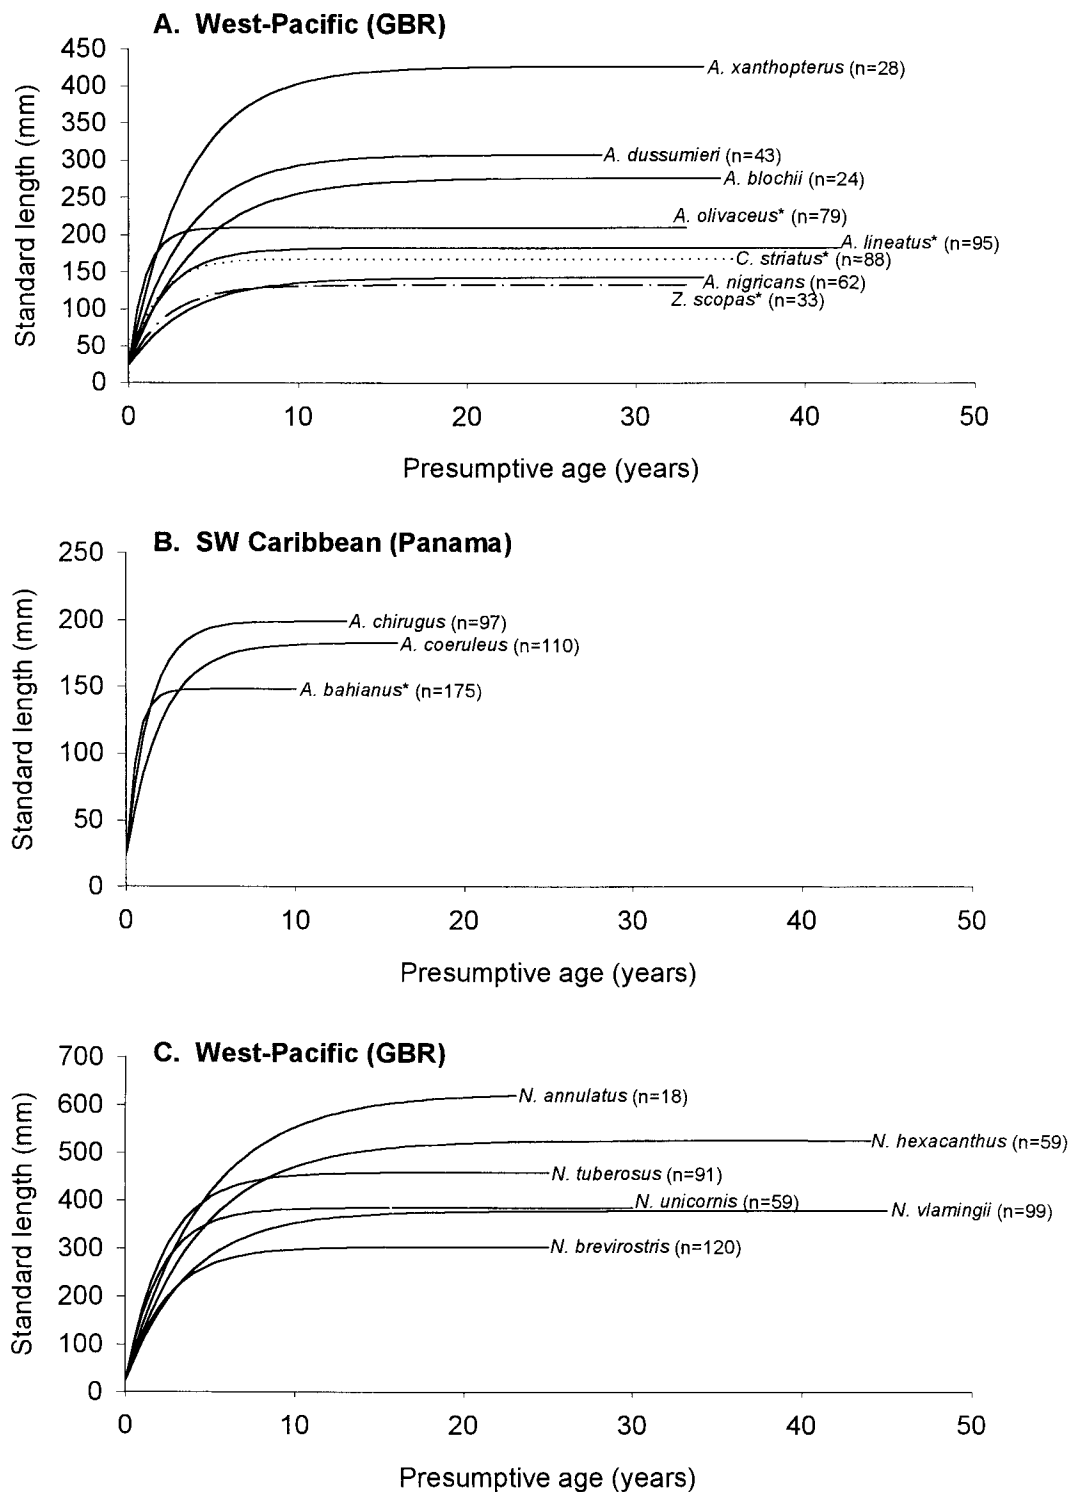 A. West-Pacific (GBR)
Standard length (mm)
450
400
350
300
250
200
150
100
50
0
A. xanthopterus (n=28)
A. dussumieri (n=43)
A. blochii (n=24)
A. olivaceus* (n=79)
A. lineatus* (n=95)
C. striatus* (n=88)
A. nigricans (n=62)
Z. scopas* (n=33)
0 10 20 30 40 50
Presumptive age (years)
B. SW Caribbean (Panama)
Standard length (mm)
250
200
150
100
50
0
A. chirugus (n=97)
A. coeruleus (n=110)
A. bahianus* (n=175)
0 10 20 30 40 50
Presumptive age (years)
C. West-Pacific (GBR)
Standard length (mm)
700
600
500
400
300
200
100
0
N. annulatus (n=18)
N. hexacanthus (n=59)
N. tuberosus (n=91)
N. unicornis (n=59)
N. vlamingii (n=99)
N. brevirostris (n=120)
0 10 20 30 40 50
Presumptive age (years)